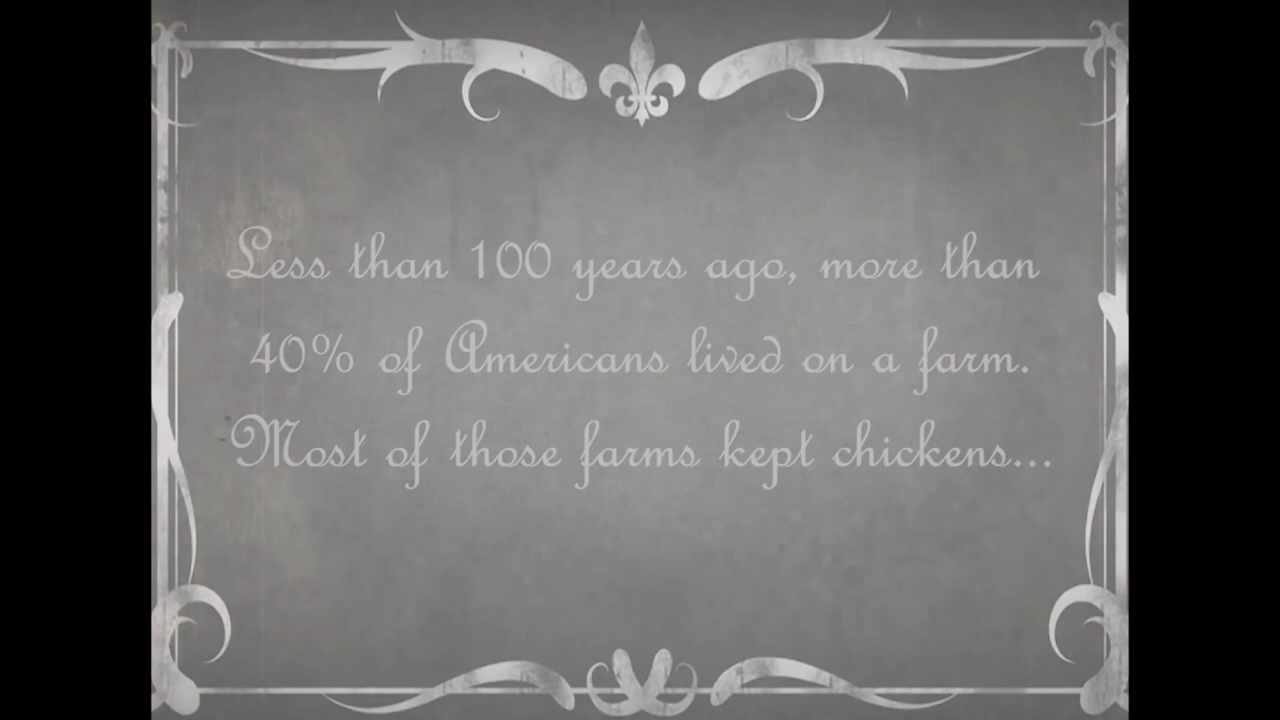 Less than 100 years ago, more than
40% of Americans lived on a farm.
Most of those farms kept chickens...